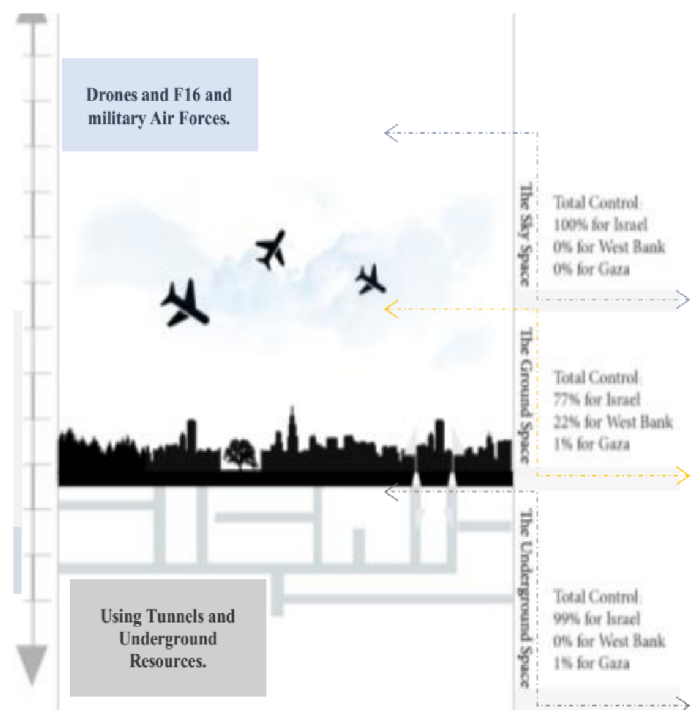 Drones and F16 and
military Air Forces.
The Sky Space
Total Control:
100% for Israel
0% for West Bank
0% for Gaza
The Ground Space
Total Control:
77% for Israel
22% for West Bank
1% for Gaza
The Underground Space
Using Tunnels and
Underground
Resources.
Total Control:
99% for Israel
0% for West Bank
1% for Gaza